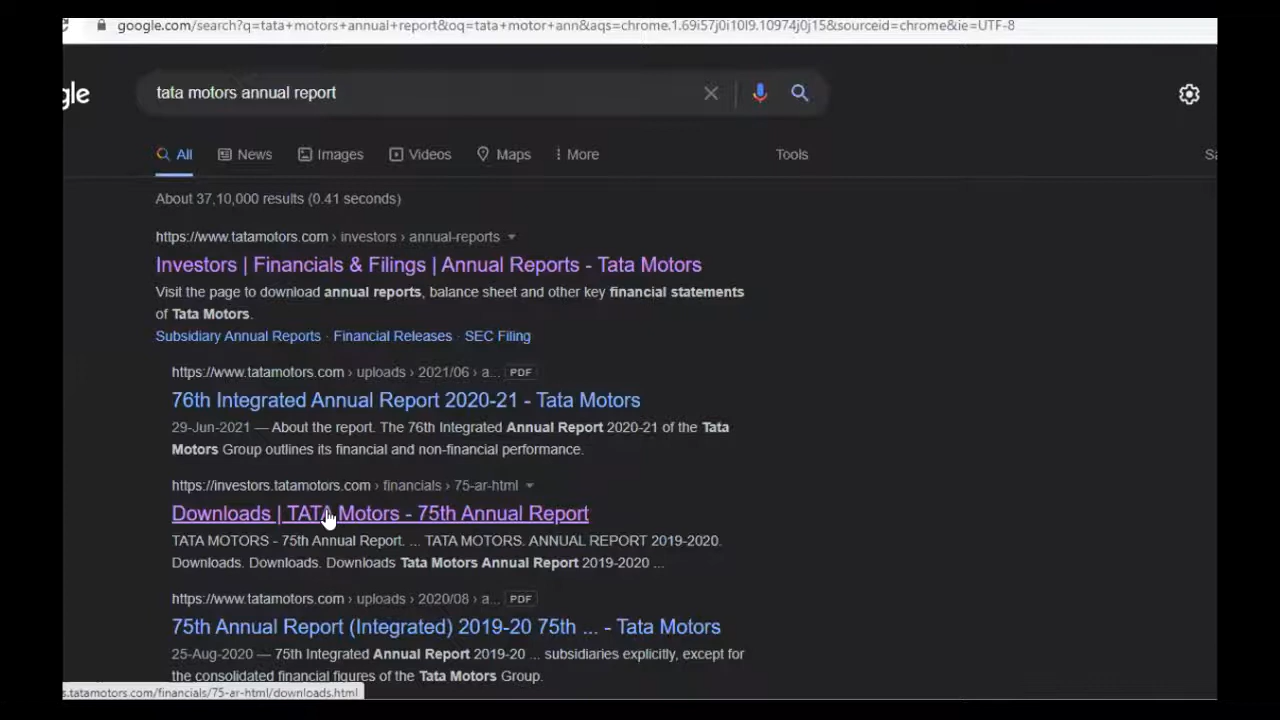 google.com/search?q=tata+motors+annual+report&oq=tata+motor+ann&aqs=chrome.1.69i57j0i10l9.10974j0j15&sourceid=chrome&ie=UTF-8
gle
tata motors annual report
All News Images Videos Maps More Tools Sa
About 37,10,000 results (0.41 seconds)
https://www.tatamotors.com › investors › annual-reports
Investors | Financials & Filings | Annual Reports - Tata Motors
Visit the page to download annual reports, balance sheet and other key financial statements
of Tata Motors.
Subsidiary Annual Reports · Financial Releases · SEC Filing
https://www.tatamotors.com › uploads › 2021/06 › a... PDF
76th Integrated Annual Report 2020-21 - Tata Motors
29-Jun-2021 — About the report. The 76th Integrated Annual Report 2020-21 of the Tata
Motors Group outlines its financial and non-financial performance.
https://investors.tatamotors.com › financials › 75-ar-html
Downloads | TATA Motors - 75th Annual Report
TATA MOTORS - 75th Annual Report. ... TATA MOTORS. ANNUAL REPORT 2019-2020.
Downloads. Downloads. Downloads Tata Motors Annual Report 2019-2020 ...
https://www.tatamotors.com › uploads › 2020/08 › a... PDF
75th Annual Report (Integrated) 2019-20 75th ... - Tata Motors
25-Aug-2020 — 75th Integrated Annual Report 2019-20 ... subsidiaries explicitly, except for
the consolidated financial figures of the Tata Motors Group.
s.tatamotors.com/financials/75-ar-html/downloads.html